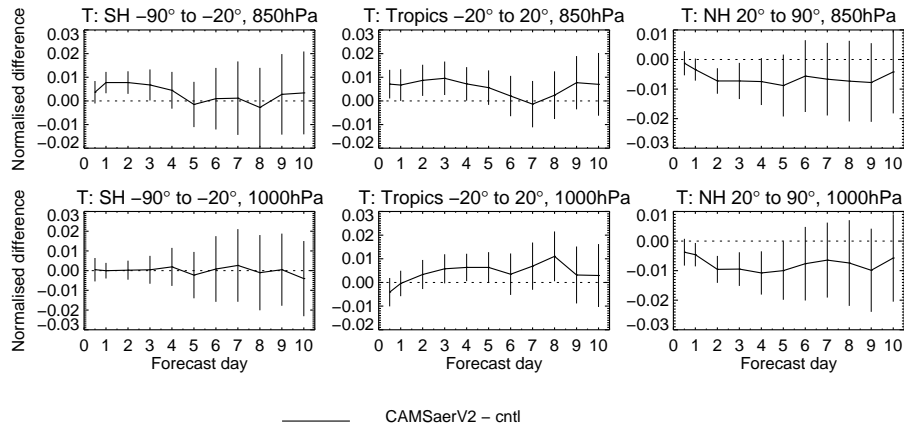 T: SH −90° to −20°, 850hPa
Normalised difference
0.03
0.02
0.01
0.00
−0.01
−0.02
0 1 2 3 4 5 6 7 8 9 10
T: Tropics −20° to 20°, 850hPa
0.03
0.02
0.01
0.00
−0.01
−0.02
0 1 2 3 4 5 6 7 8 9 10
T: NH 20° to 90°, 850hPa
0.01
0.00
−0.01
−0.02
−0.03
0 1 2 3 4 5 6 7 8 9 10
T: SH −90° to −20°, 1000hPa
Normalised difference
0.03
0.02
0.01
0.00
−0.01
−0.02
−0.03
0 1 2 3 4 5 6 7 8 9 10
Forecast day
T: Tropics −20° to 20°, 1000hPa
0.03
0.02
0.01
0.00
−0.01
−0.02
0 1 2 3 4 5 6 7 8 9 10
Forecast day
T: NH 20° to 90°, 1000hPa
0.01
0.00
−0.01
−0.02
−0.03
0 1 2 3 4 5 6 7 8 9 10
Forecast day
CAMSaerV2 − cntl